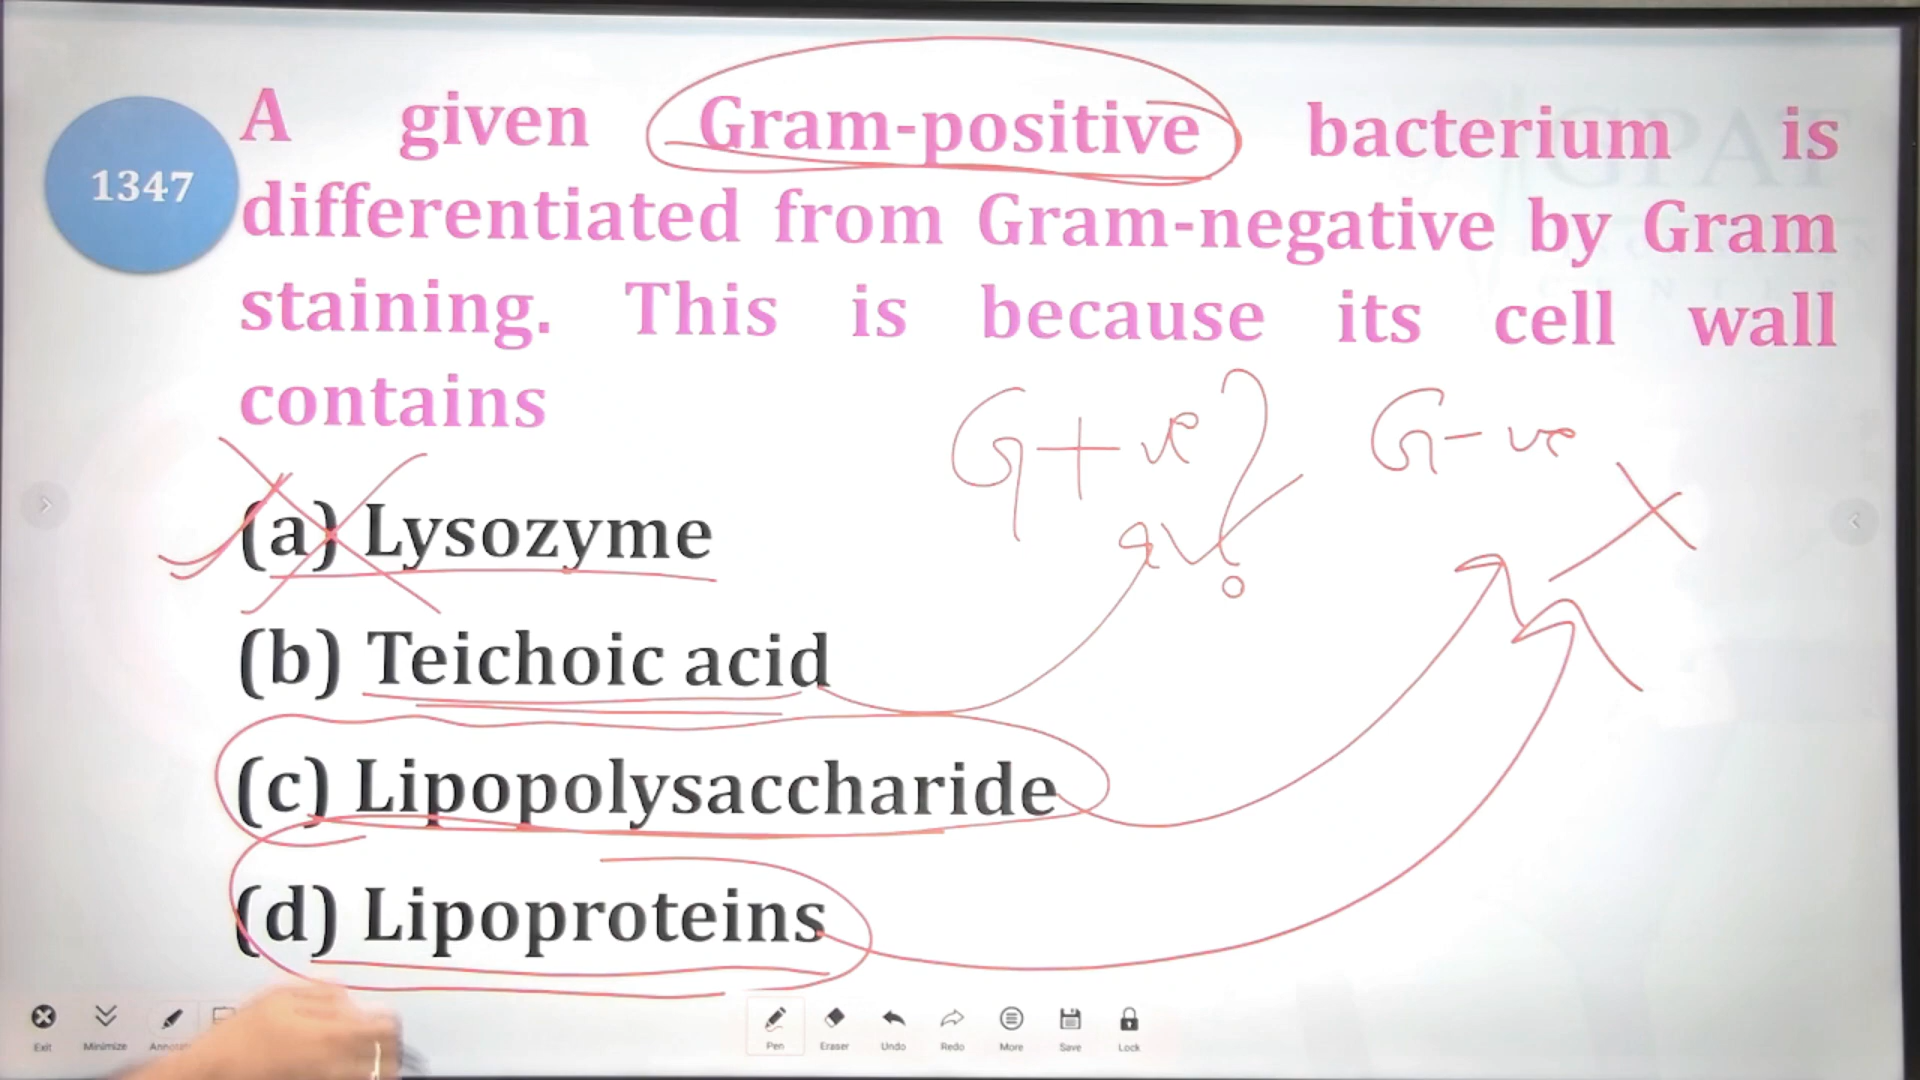 A given Gram-positive bacterium is
1347
differentiated from Gram-negative by Gram
staining. This is because its cell wall
contains
G+ve ? G-ve
(a) Lysozyme
(b) Teichoic acid
(c) Lipopolysaccharide
(d) Lipoproteins
Exit Minimize Pen Eraser Undo Redo More Save Lock